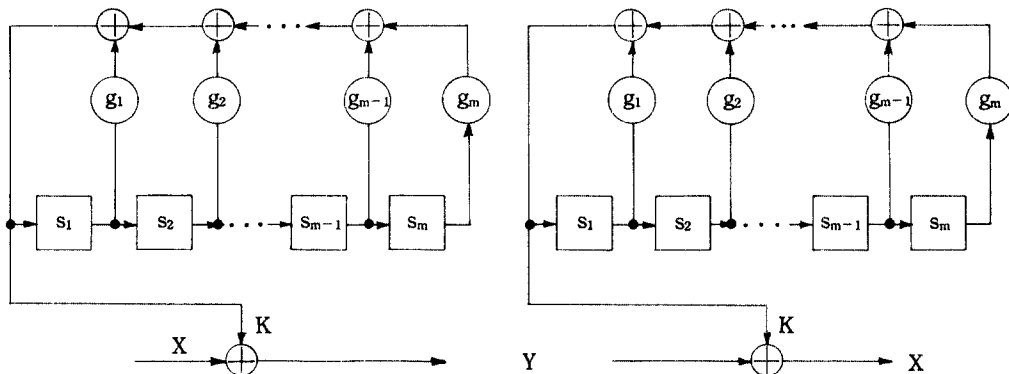 g₁ g₂ gₘ₋₁ gₘ g₁ g₂ gₘ₋₁ gₘ
S₁ S₂ Sₘ₋₁ Sₘ S₁ S₂ Sₘ₋₁ Sₘ
K K
X Y X